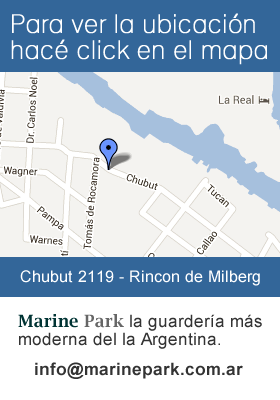 Para ver la ubicación
hacé click en el mapa
de Valdivia
Dr. Carlos Noel
La Real
Wagner
Tomás de Rocamora
Chubut
Tucan
Pampa
Warnes
Callao
Chubut 2119 - Rincon de Milberg
Marine Park la guardería más
moderna del la Argentina.
info@marinepark.com.ar